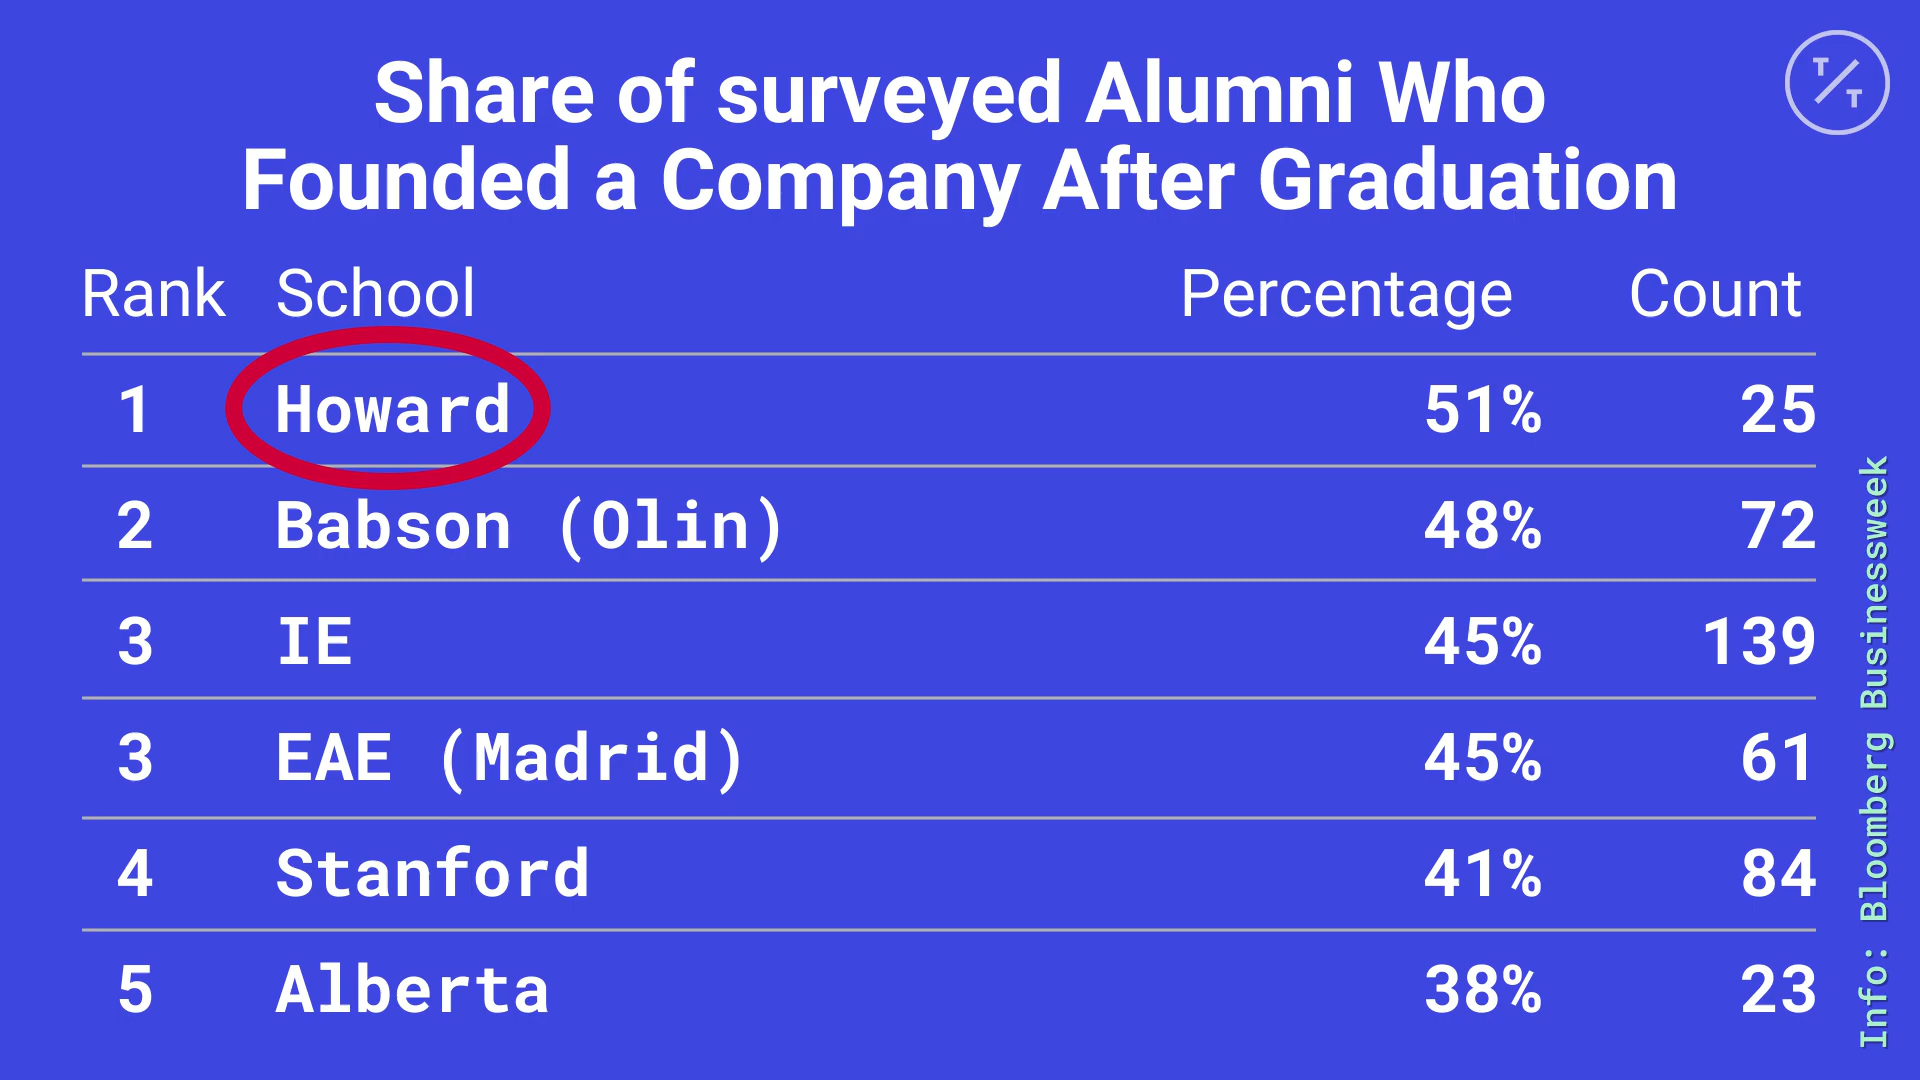 Share of surveyed Alumni Who
Founded a Company After Graduation
T/T
Rank School Percentage Count
1 Howard 51% 25
2 Babson (Olin) 48% 72
3 IE 45% 139
3 EAE (Madrid) 45% 61
4 Stanford 41% 84
5 Alberta 38% 23
Info: Bloomberg Businessweek